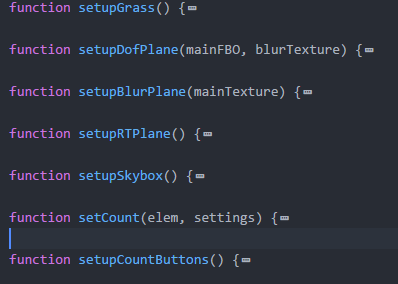 function setupGrass() {⋯
function setupDofPlane(mainFBO, blurTexture) {⋯
function setupBlurPlane(mainTexture) {⋯
function setupRTPlane() {⋯
function setupSkybox() {⋯
function setCount(elem, settings) {⋯
function setupCountButtons() {⋯